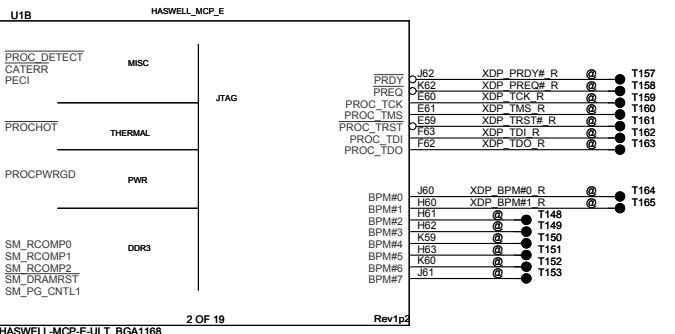 U1B HASWELL_MCP_E
PROC_DETECT
CATERR
PECI
MISC
JTAG
PROCHOT
THERMAL
PROCPWRGD
PWR
SM_RCOMP0
SM_RCOMP1
SM_RCOMP2
SM_DRAMRST
SM_PG_CNTL1
DDR3
PRDY J62 XDP_PRDY#_R @ T157
PREQ K62 XDP_PREQ#_R @ T158
PROC_TCK E60 XDP_TCK_R @ T159
PROC_TMS E61 XDP_TMS_R @ T160
PROC_TRST E59 XDP_TRST#_R @ T161
PROC_TDI F63 XDP_TDI_R @ T162
PROC_TDO F62 XDP_TDO_R @ T163
BPM#0 J60 XDP_BPM#0_R @ T164
BPM#1 H60 XDP_BPM#1_R @ T165
BPM#2 H61 @ T148
BPM#3 H62 @ T149
BPM#4 K59 @ T150
BPM#5 H63 @ T151
BPM#6 K60 @ T152
BPM#7 J61 @ T153
2 OF 19 Rev1p2
HASWELL-MCP-E-ULT_BGA1168